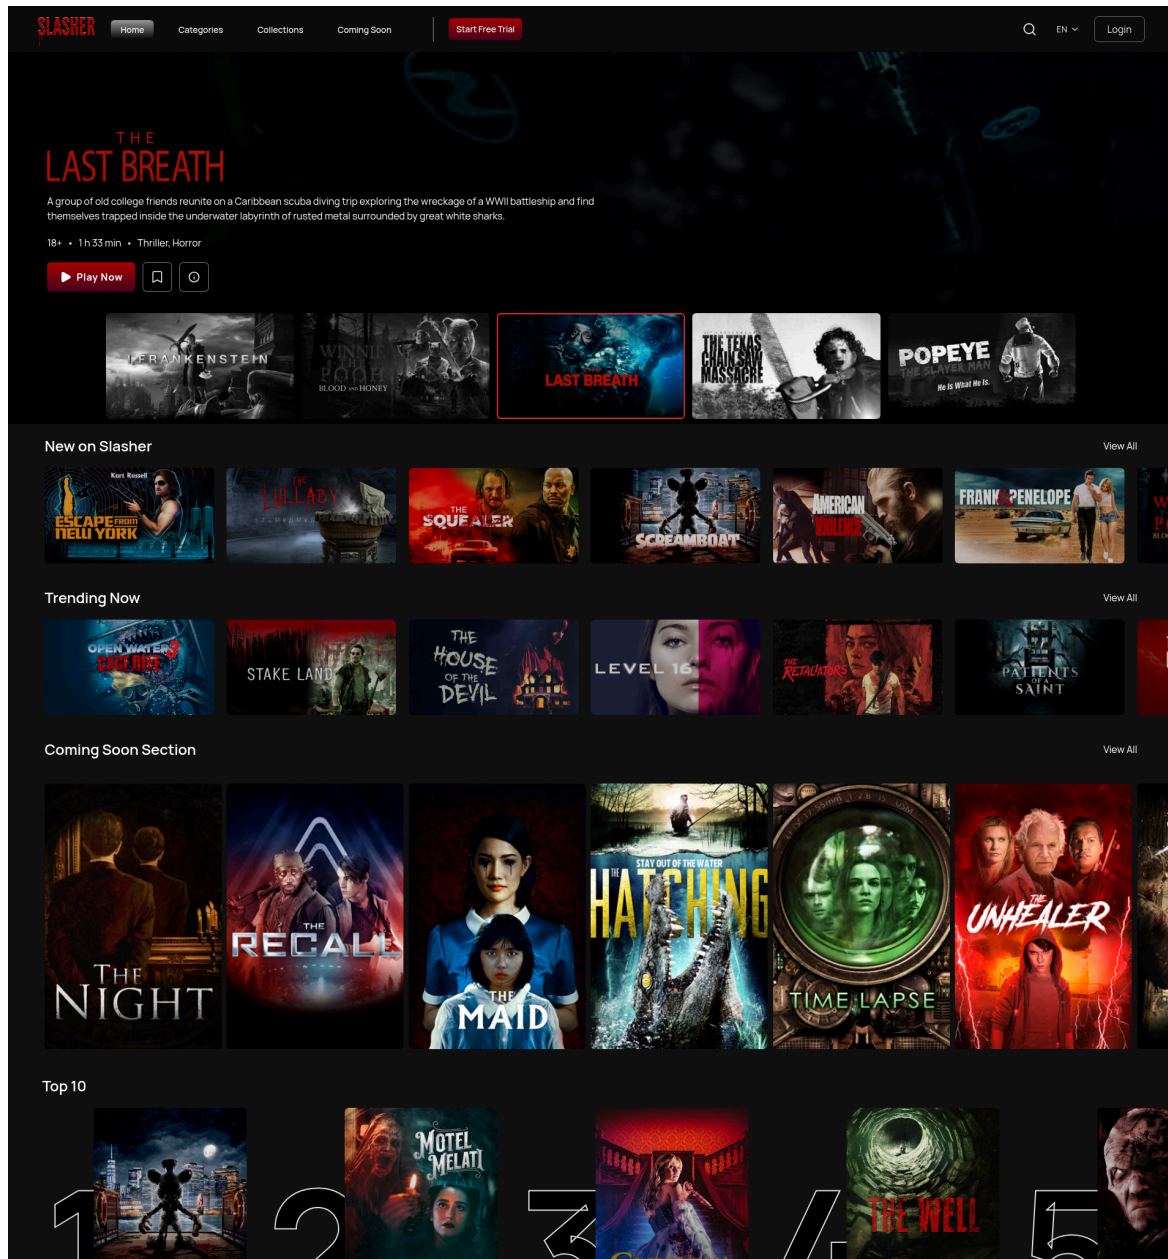 SLASHER
Home
Categories
Collections
Coming Soon
Start Free Trial
EN
Login
THE
LAST BREATH
A group of old college friends reunite on a Caribbean scuba diving trip exploring the wreckage of a WWII battleship and find
themselves trapped inside the underwater labyrinth of rusted metal surrounded by great white sharks.
18+ • 1 h 33 min • Thriller, Horror
Play Now
I, FRANKENSTEIN
WINNIE
THE
POOH
BLOOD AND HONEY
LAST BREATH
THE TEXAS
CHAIN SAW
MASSACRE
POPEYE
THE SLAYER MAN
He Is What He Is.
New on Slasher
View All
Kurt Russell
ESCAPE FROM
NEW YORK
THE
LULLABY
THE
SQUEALER
SCREAMBOAT
AMERICAN
VIOLENCE
FRANK & PENELOPE
Trending Now
View All
OPEN WATER 3
CAGE DIVE
STAKE LAND
THE
HOUSE
OF THE
DEVIL
LEVEL 16
THE
RETALIATORS
PATIENTS
OF A
SAINT
Coming Soon Section
View All
THE
NIGHT
THE
RECALL
THE
MAID
STAY OUT OF THE WATER
THE
HATCHING
TIME LAPSE
THE
UNHEALER
Top 10
1
2
MOTEL
MELATI
3
4
THE WELL
5